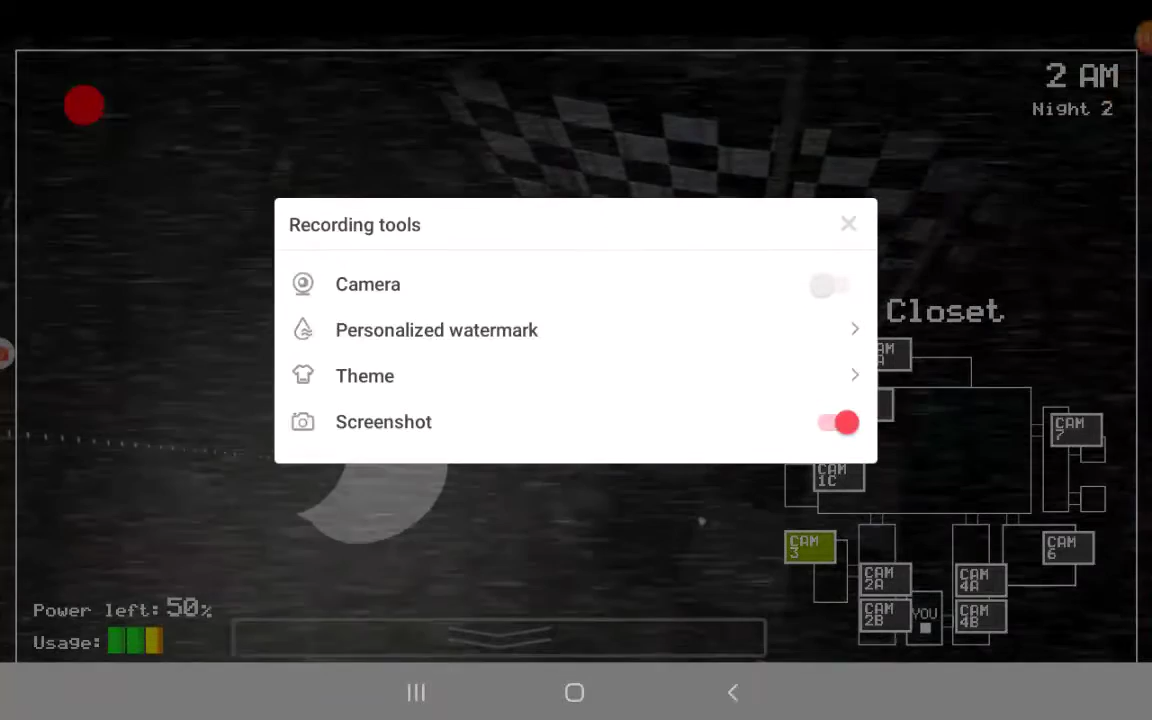 2 AM
Night 2
Recording tools
Camera
Personalized watermark
Theme
Screenshot
Closet
CAM
7
CAM
1C
CAM
3
CAM
6
CAM
2A
CAM
4A
CAM
2B
YOU
CAM
4B
Power left: 50%
Usage: